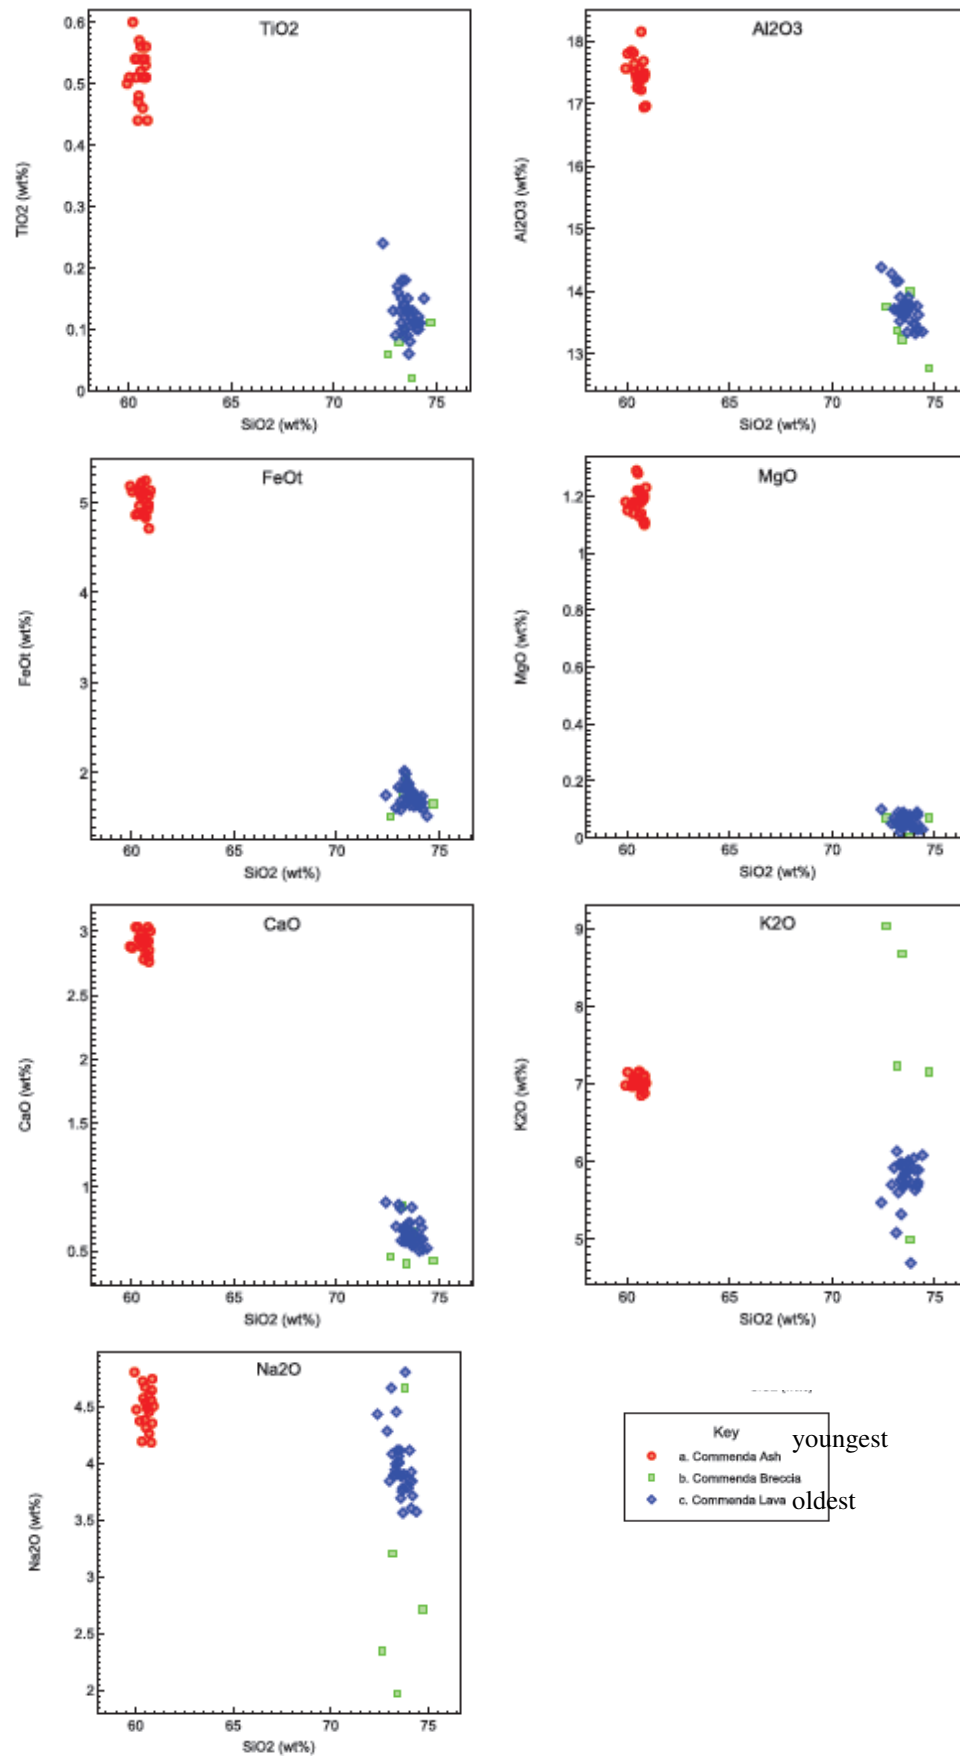 TiO2
TiO2 (wt%)
0.6
0.5
0.4
0.3
0.2
0.1
0
60 65 70 75
SiO2 (wt%)
Al2O3
Al2O3 (wt%)
18
17
16
15
14
13
60 65 70 75
SiO2 (wt%)
FeOt
FeOt (wt%)
5
4
3
2
60 65 70 75
SiO2 (wt%)
MgO
MgO (wt%)
1.2
1
0.8
0.6
0.4
0.2
0
60 65 70 75
SiO2 (wt%)
CaO
CaO (wt%)
3
2.5
2
1.5
1
0.5
60 65 70 75
SiO2 (wt%)
K2O
K2O (wt%)
9
8
7
6
5
60 65 70 75
SiO2 (wt%)
Na2O
Na2O (wt%)
4.5
4
3.5
3
2.5
2
60 65 70 75
SiO2 (wt%)
Key
youngest
a. Commenda Ash
b. Commenda Breccia
c. Commenda Lava oldest